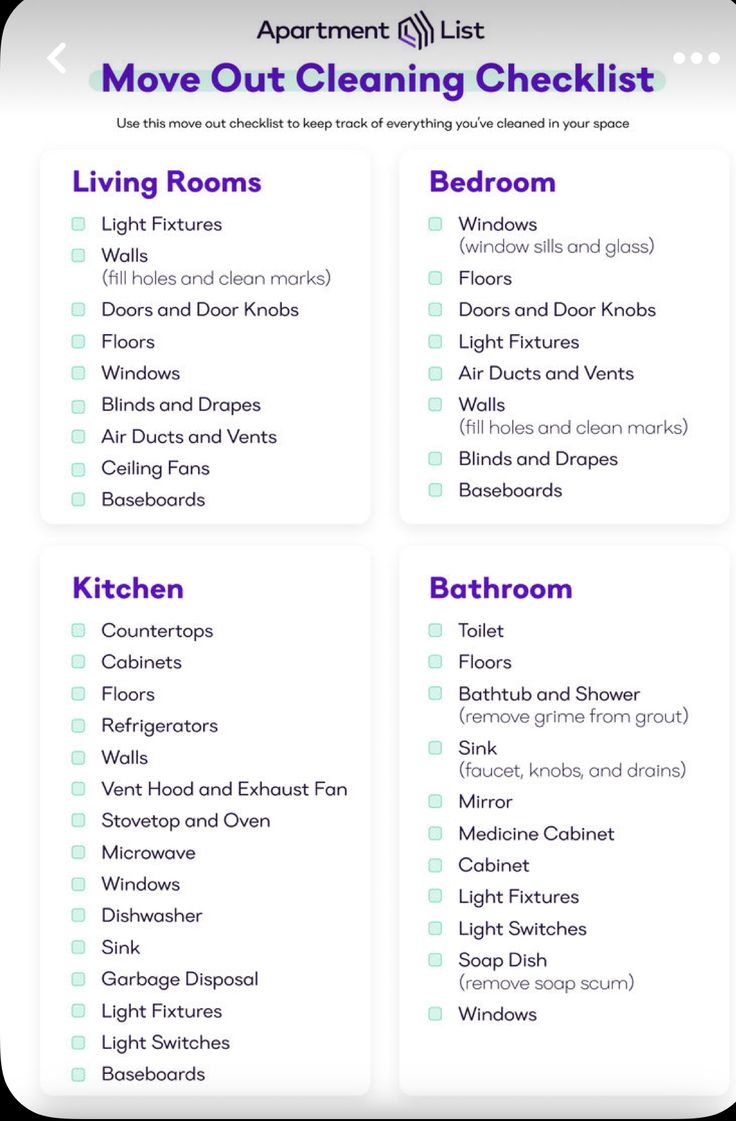 Apartment List
Move Out Cleaning Checklist
Use this move out checklist to keep track of everything you've cleaned in your space
Living Rooms
Light Fixtures
Walls
(fill holes and clean marks)
Doors and Door Knobs
Floors
Windows
Blinds and Drapes
Air Ducts and Vents
Ceiling Fans
Baseboards
Bedroom
Windows
(window sills and glass)
Floors
Doors and Door Knobs
Light Fixtures
Air Ducts and Vents
Walls
(fill holes and clean marks)
Blinds and Drapes
Baseboards
Kitchen
Countertops
Cabinets
Floors
Refrigerators
Walls
Vent Hood and Exhaust Fan
Stovetop and Oven
Microwave
Windows
Dishwasher
Sink
Garbage Disposal
Light Fixtures
Light Switches
Baseboards
Bathroom
Toilet
Floors
Bathtub and Shower
(remove grime from grout)
Sink
(faucet, knobs, and drains)
Mirror
Medicine Cabinet
Cabinet
Light Fixtures
Light Switches
Soap Dish
(remove soap scum)
Windows